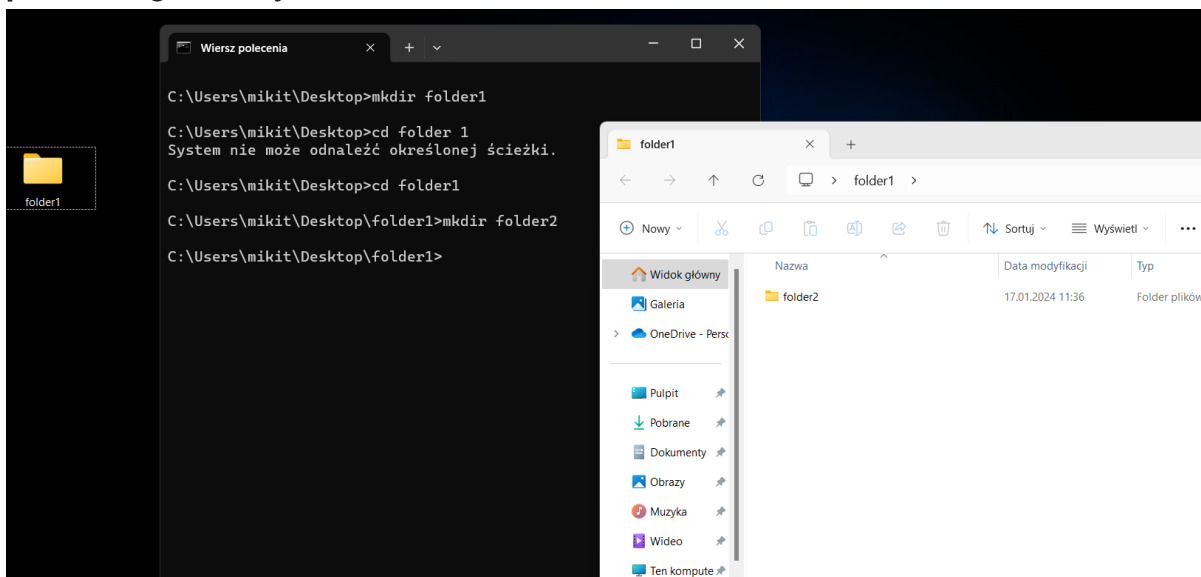 Wiersz polecenia
C:\Users\mikit\Desktop>mkdir folder1
C:\Users\mikit\Desktop>cd folder 1
System nie może odnaleźć określonej ścieżki.
C:\Users\mikit\Desktop>cd folder1
C:\Users\mikit\Desktop\folder1>mkdir folder2
C:\Users\mikit\Desktop\folder1>
folder1
folder1
folder1
Nowy
Sortuj
Wyświetl
Nazwa
Data modyfikacji
Typ
folder2
17.01.2024 11:36
Folder plików
Widok główny
Galeria
OneDrive - Perso
Pulpit
Pobrane
Dokumenty
Obrazy
Muzyka
Wideo
Ten kompute